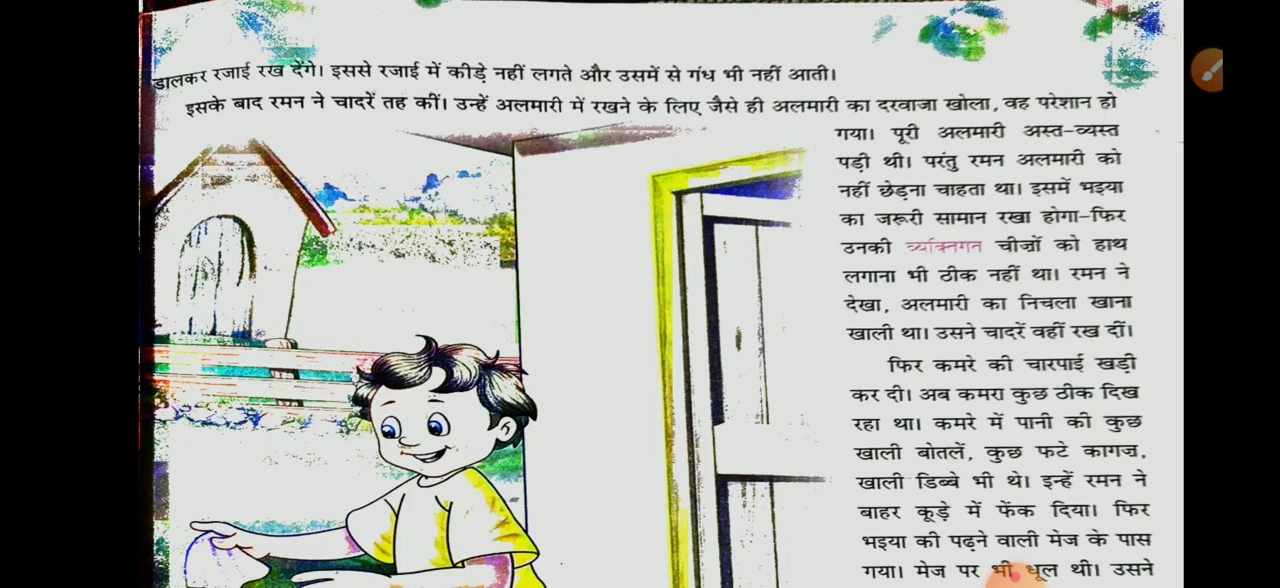 डालकर रजाई रख देंगे। इससे रजाई में कीड़े नहीं लगते और उसमें से गंध भी नहीं आती।
इसके बाद रमन ने चादरें तह कीं। उन्हें अलमारी में रखने के लिए जैसे ही अलमारी का दरवाजा खोला, वह परेशान हो
गया। पूरी अलमारी अस्त-व्यस्त
पड़ी थी। परंतु रमन अलमारी को
नहीं छेड़ना चाहता था। इसमें भइया
का जरूरी सामान रखा होगा-फिर
उनकी व्यक्तिगत चीज़ों को हाथ
लगाना भी ठीक नहीं था। रमन ने
देखा, अलमारी का निचला खाना
खाली था। उसने चादरें वहीं रख दीं।
फिर कमरे की चारपाई खड़ी
कर दी। अब कमरा कुछ ठीक दिख
रहा था। कमरे में पानी की कुछ
खाली बोतलें, कुछ फटे कागज,
खाली डिब्बे भी थे। इन्हें रमन ने
बाहर कूड़े में फेंक दिया। फिर
भइया की पढ़ने वाली मेज के पास
गया। मेज पर भी धूल थी। उसने